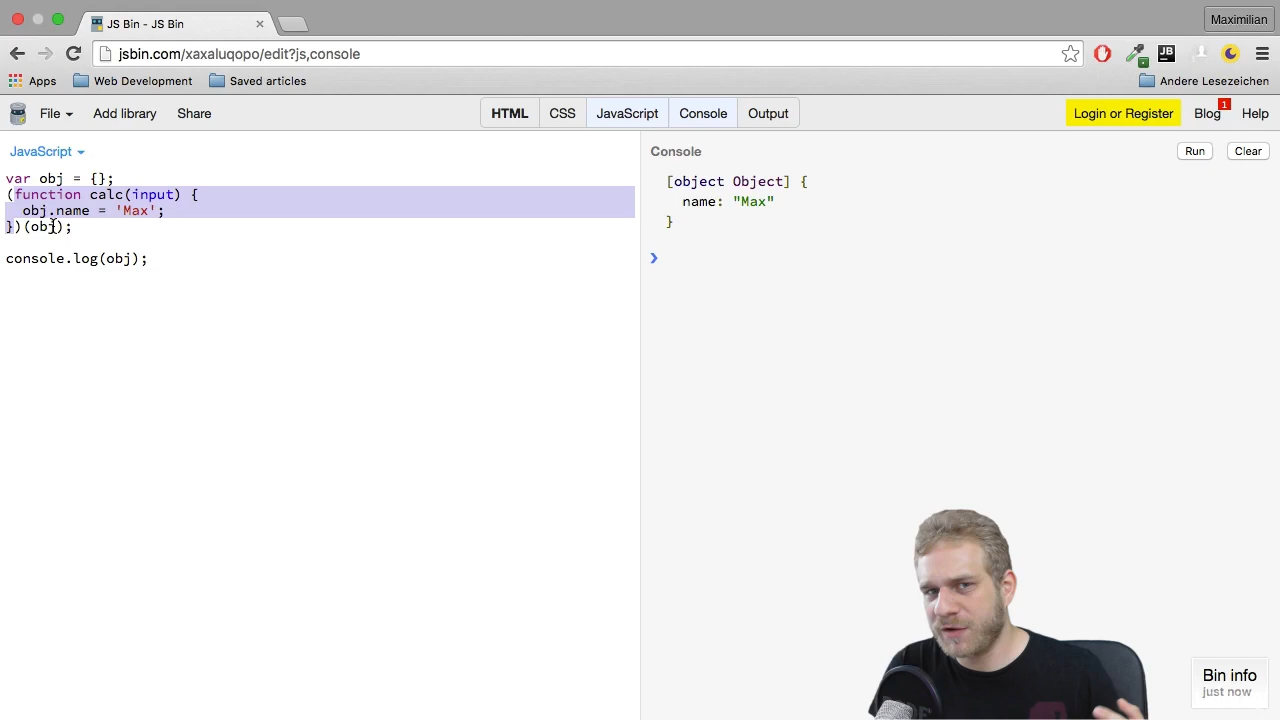 JS Bin - JS Bin
Maximilian
jsbin.com/xaxaluqopo/edit?js,console
JB
Apps
Web Development
Saved articles
Andere Lesezeichen
File
Add library
Share
HTML
CSS
JavaScript
Console
Output
Login or Register
Blog
1
Help
JavaScript
Console
Run
Clear
var obj = {};
(function calc(input) {
obj.name = 'Max';
})(obj);
console.log(obj);
[object Object] {
name: "Max"
}
Bin info
just now